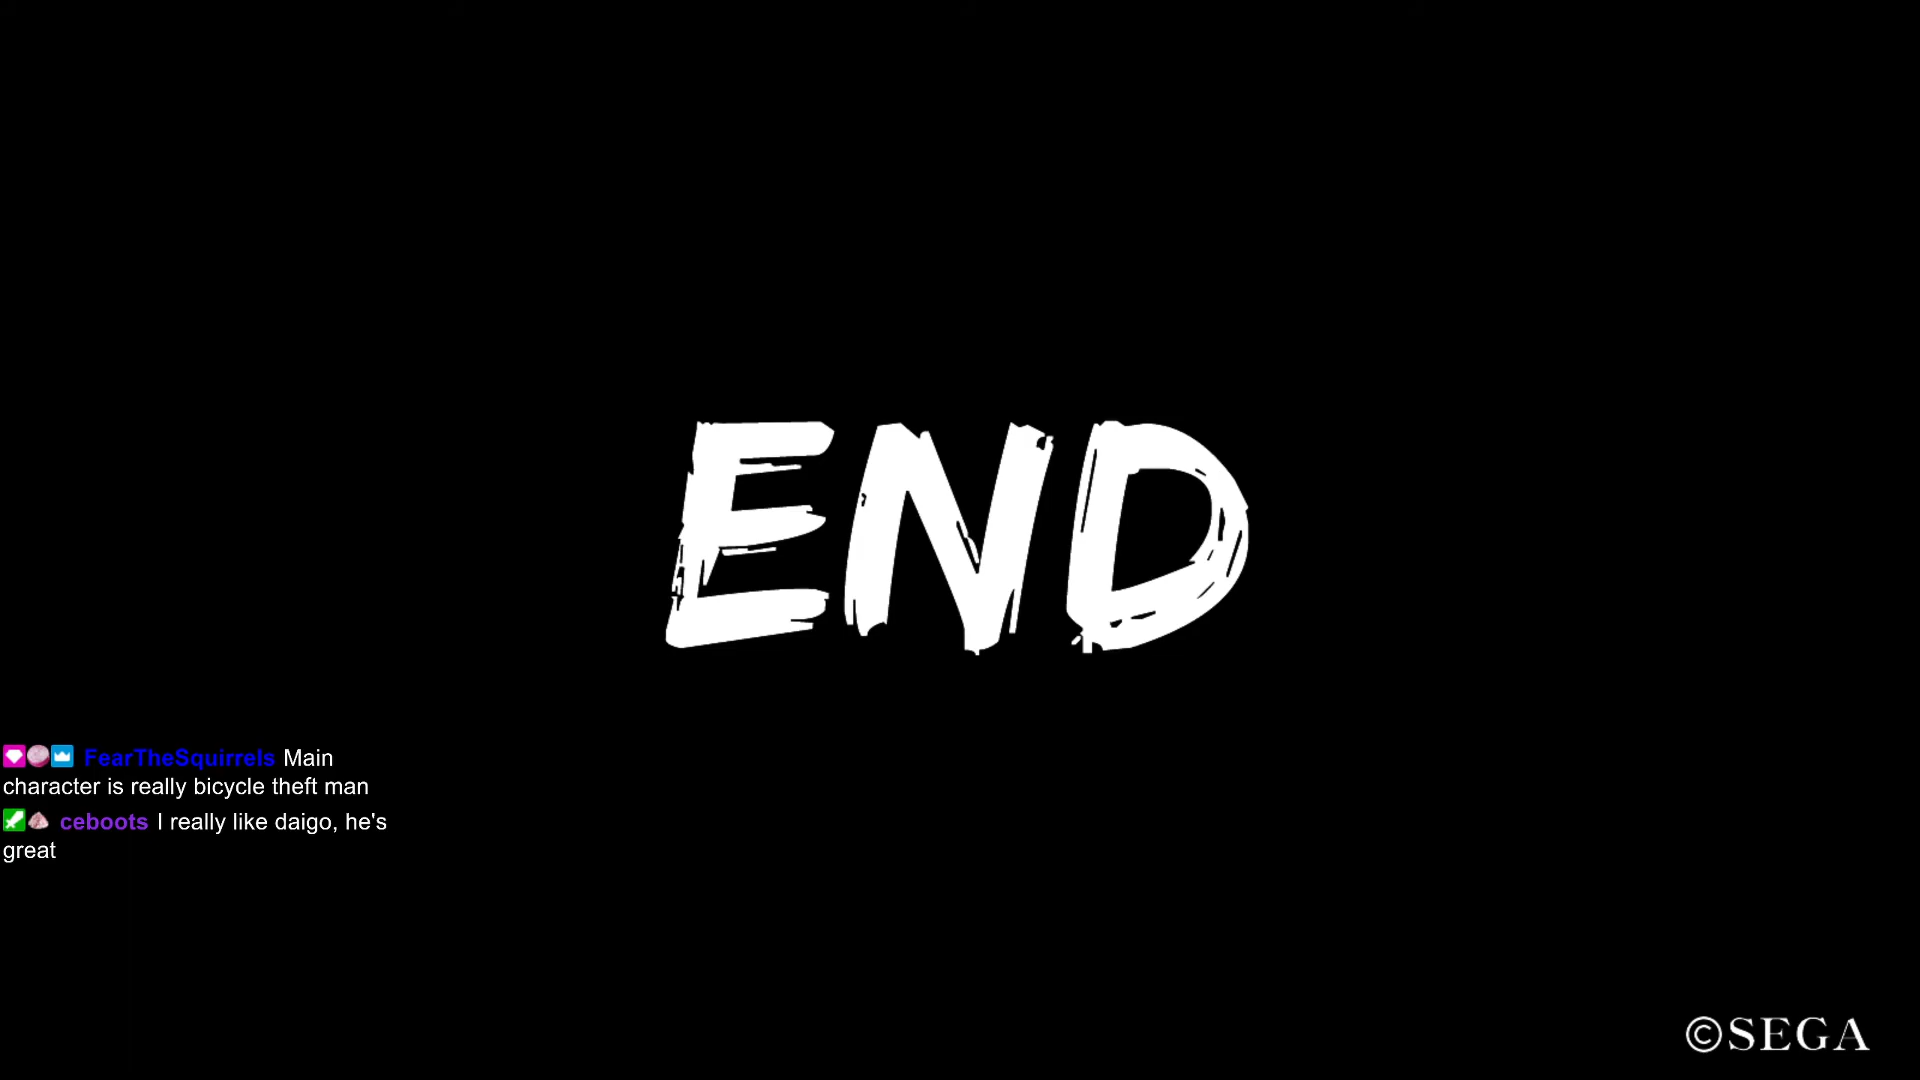 END
FearTheSquirrels Main
character is really bicycle theft man
ceboots I really like daigo, he's
great
©SEGA